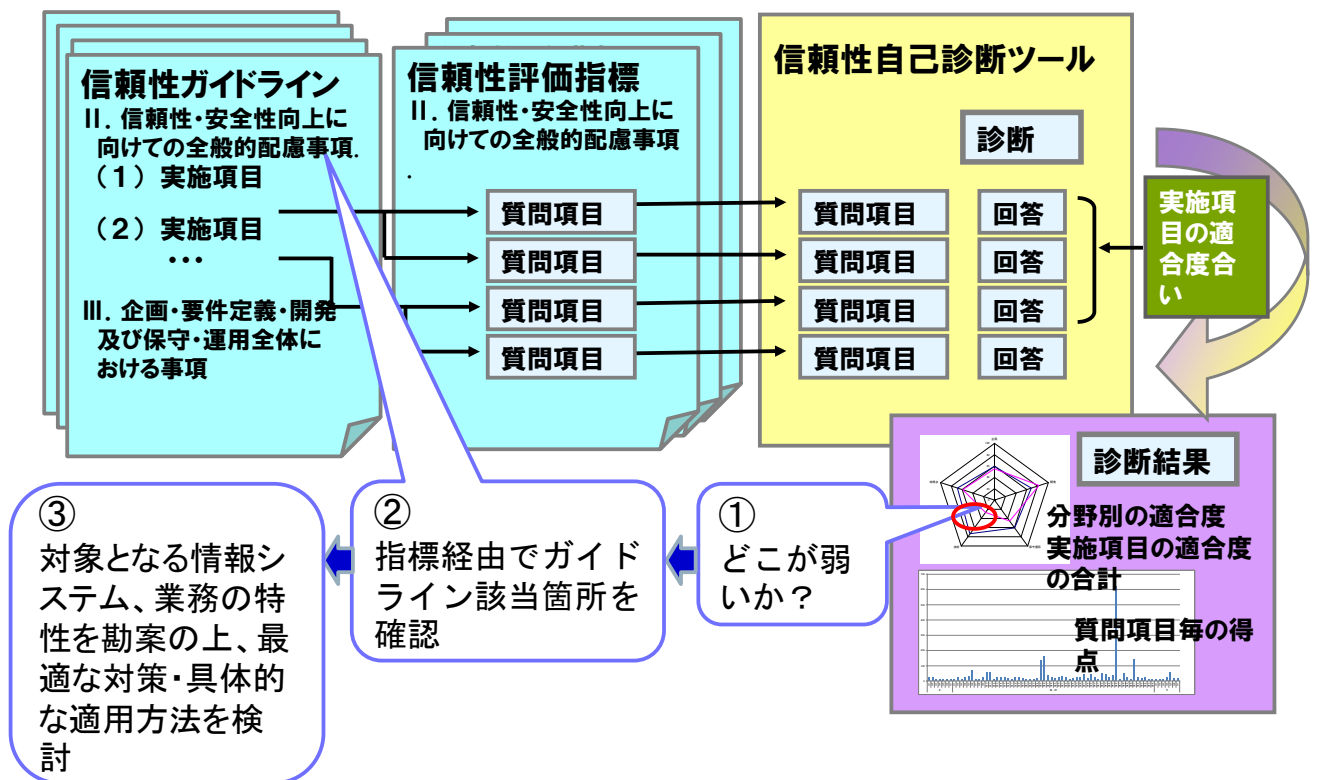 信頼性ガイドライン
Ⅱ．信頼性・安全性向上に
向けての全般的配慮事項.
（１）実施項目
（２）実施項目
・・・
Ⅲ．企画・要件定義・開発
及び保守・運用全体に
おける事項
信頼性評価指標
Ⅱ．信頼性・安全性向上に
向けての全般的配慮事項
.
質問項目
質問項目
質問項目
質問項目
信頼性自己診断ツール
診断
質問項目
回答
質問項目
回答
質問項目
回答
質問項目
回答
実施項
目の適
合度合
い
診断結果
分野別の適合度
実施項目の適合度
の合計
質問項目毎の得
点
①
どこが弱
いか？
②
指標経由でガイド
ライン該当箇所を
確認
③
対象となる情報シ
ステム、業務の特
性を勘案の上、最
適な対策・具体的
な適用方法を検
討